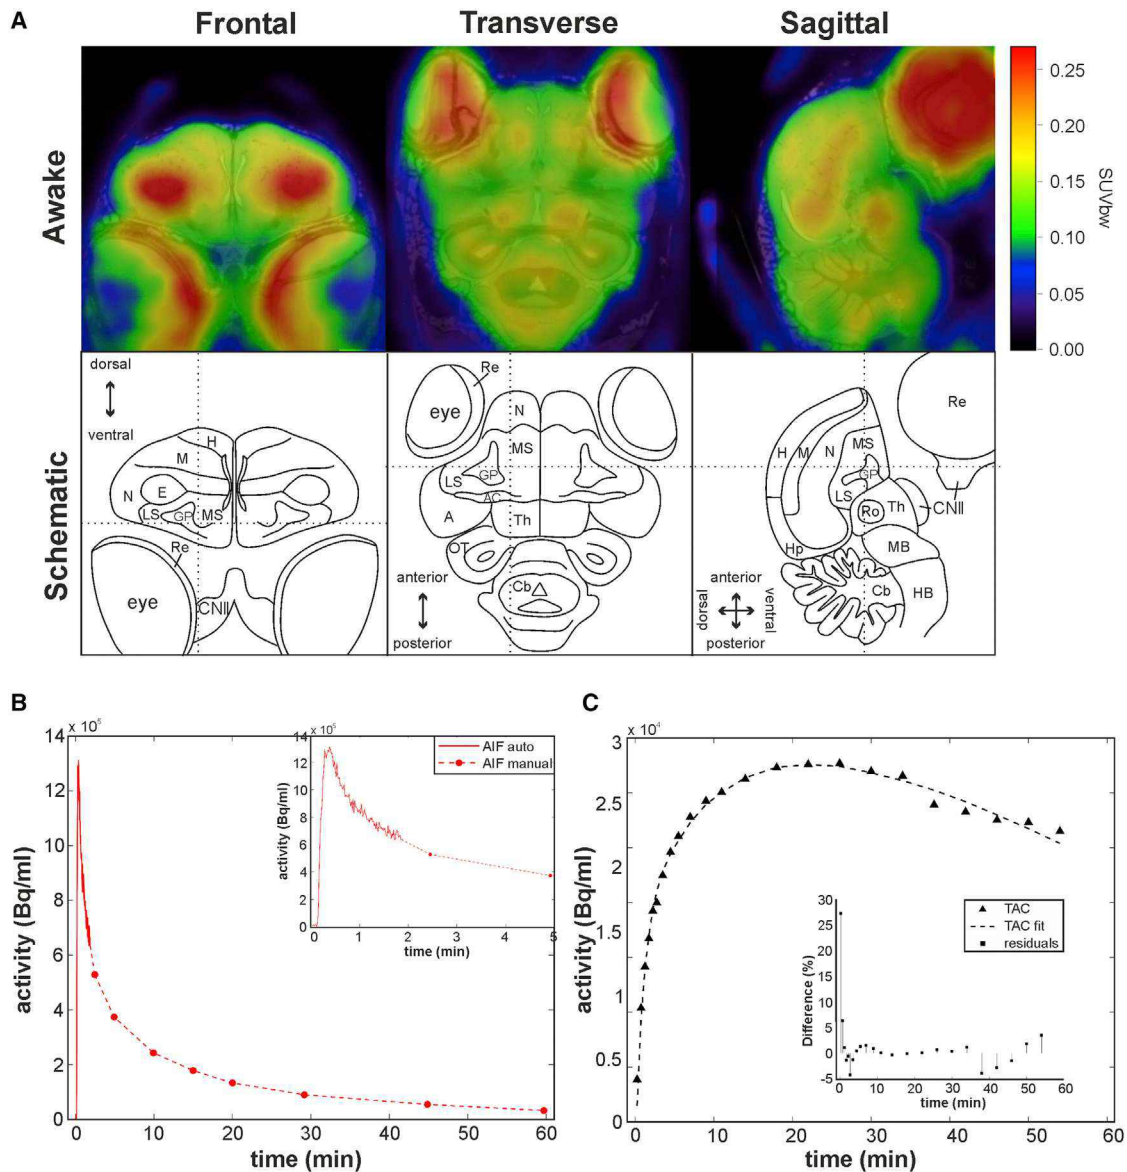 A
Frontal
Transverse
Sagittal
Awake
0.25
0.20
0.15
0.10
0.05
0.00
SUVbw
Schematic
dorsal
ventral
H
M
N
E
LS
GP
MS
Re
eye
CNII
Re
eye
N
MS
GP
LS
AC
A
Th
OT
Cb
anterior
posterior
Re
H
M
N
MS
GP
LS
Ro
Th
CNII
Hp
MB
Cb
HB
anterior
dorsal
ventral
posterior
B
x 10⁵
14
12
10
8
6
4
2
0
activity (Bq/ml)
0
10
20
30
40
50
60
time (min)
x 10⁵
14
12
10
8
6
4
2
0
activity (Bq/ml)
AIF auto
AIF manual
0
1
2
3
4
5
time (min)
C
x 10⁴
3
2.5
2
1.5
1
0.5
0
activity (Bq/ml)
0
10
20
30
40
50
60
time (min)
30
25
20
15
10
5
0
-5
Difference (%)
TAC
TAC fit
residuals
0
10
20
30
40
50
60
time (min)